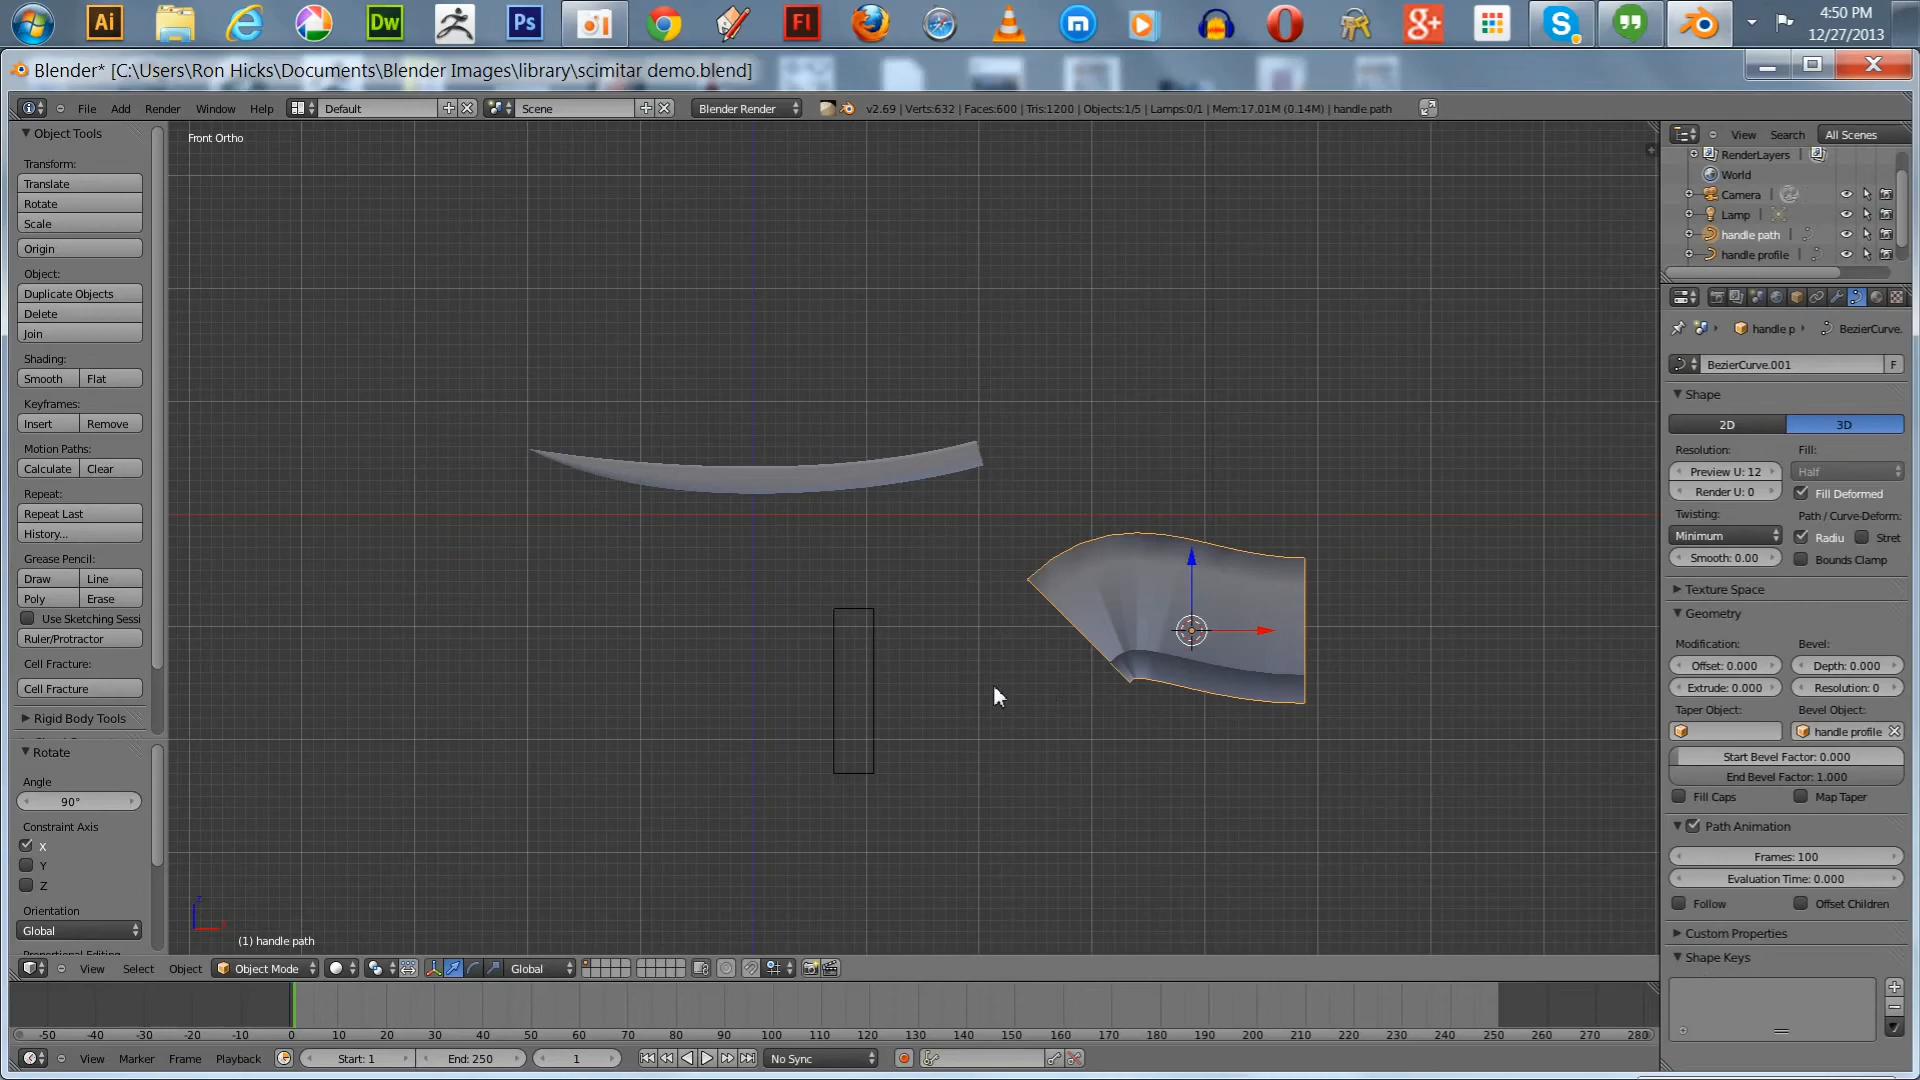 Ai
Dw
Ps
Fl
g+
4:50 PM
12/27/2013
Blender* [C:\Users\Ron Hicks\Documents\Blender Images\library\scimitar demo.blend]
File Add Render Window Help Default Scene Blender Render v2.69 | Verts:632 | Faces:600 | Tris:1200 | Objects:1/5 | Lamps:0/1 | Mem:17.01M (0.14M) | handle path
Object Tools
Transform:
Translate
Rotate
Scale
Origin
Object:
Duplicate Objects
Delete
Join
Shading:
Smooth Flat
Keyframes:
Insert Remove
Motion Paths:
Calculate Clear
Repeat:
Repeat Last
History...
Grease Pencil:
Draw Line
Poly Erase
Use Sketching Sessi
Ruler/Protractor
Cell Fracture:
Cell Fracture
Rigid Body Tools
Rotate
Angle
90°
Constraint Axis
X
Y
Z
Orientation
Global
Front Ortho
(1) handle path
View Select Object Object Mode Global
-50 -40 -30 -20 -10 0 10 20 30 40 50 60 70 80 90 100 110 120 130 140 150 160 170 180 190 200 210 220 230 240 250 260 270 280
View Marker Frame Playback Start: 1 End: 250 1 No Sync
View Search All Scenes
RenderLayers
World
Camera
Lamp
handle path
handle profile
handle p BezierCurve.
BezierCurve.001 F
Shape
2D 3D
Resolution: Fill:
Preview U: 12 Half
Render U: 0 Fill Deformed
Twisting: Path / Curve-Deform:
Minimum Radiu Stret
Smooth: 0.00 Bounds Clamp
Texture Space
Geometry
Modification: Bevel:
Offset: 0.000 Depth: 0.000
Extrude: 0.000 Resolution: 0
Taper Object: Bevel Object:
handle profile
Start Bevel Factor: 0.000
End Bevel Factor: 1.000
Fill Caps Map Taper
Path Animation
Frames: 100
Evaluation Time: 0.000
Follow Offset Children
Custom Properties
Shape Keys